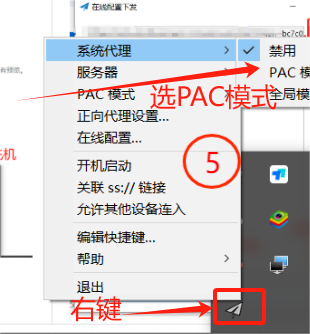 在线配置下发
bc7c0
有预览。
系统代理
禁用
服务器
PAC 模
PAC 模式
全局模
选PAC模式
正向代理设置...
在线配置...
机
5
开机启动
关联 ss:// 链接
允许其他设备连入
编辑快捷键...
帮助
退出
右键